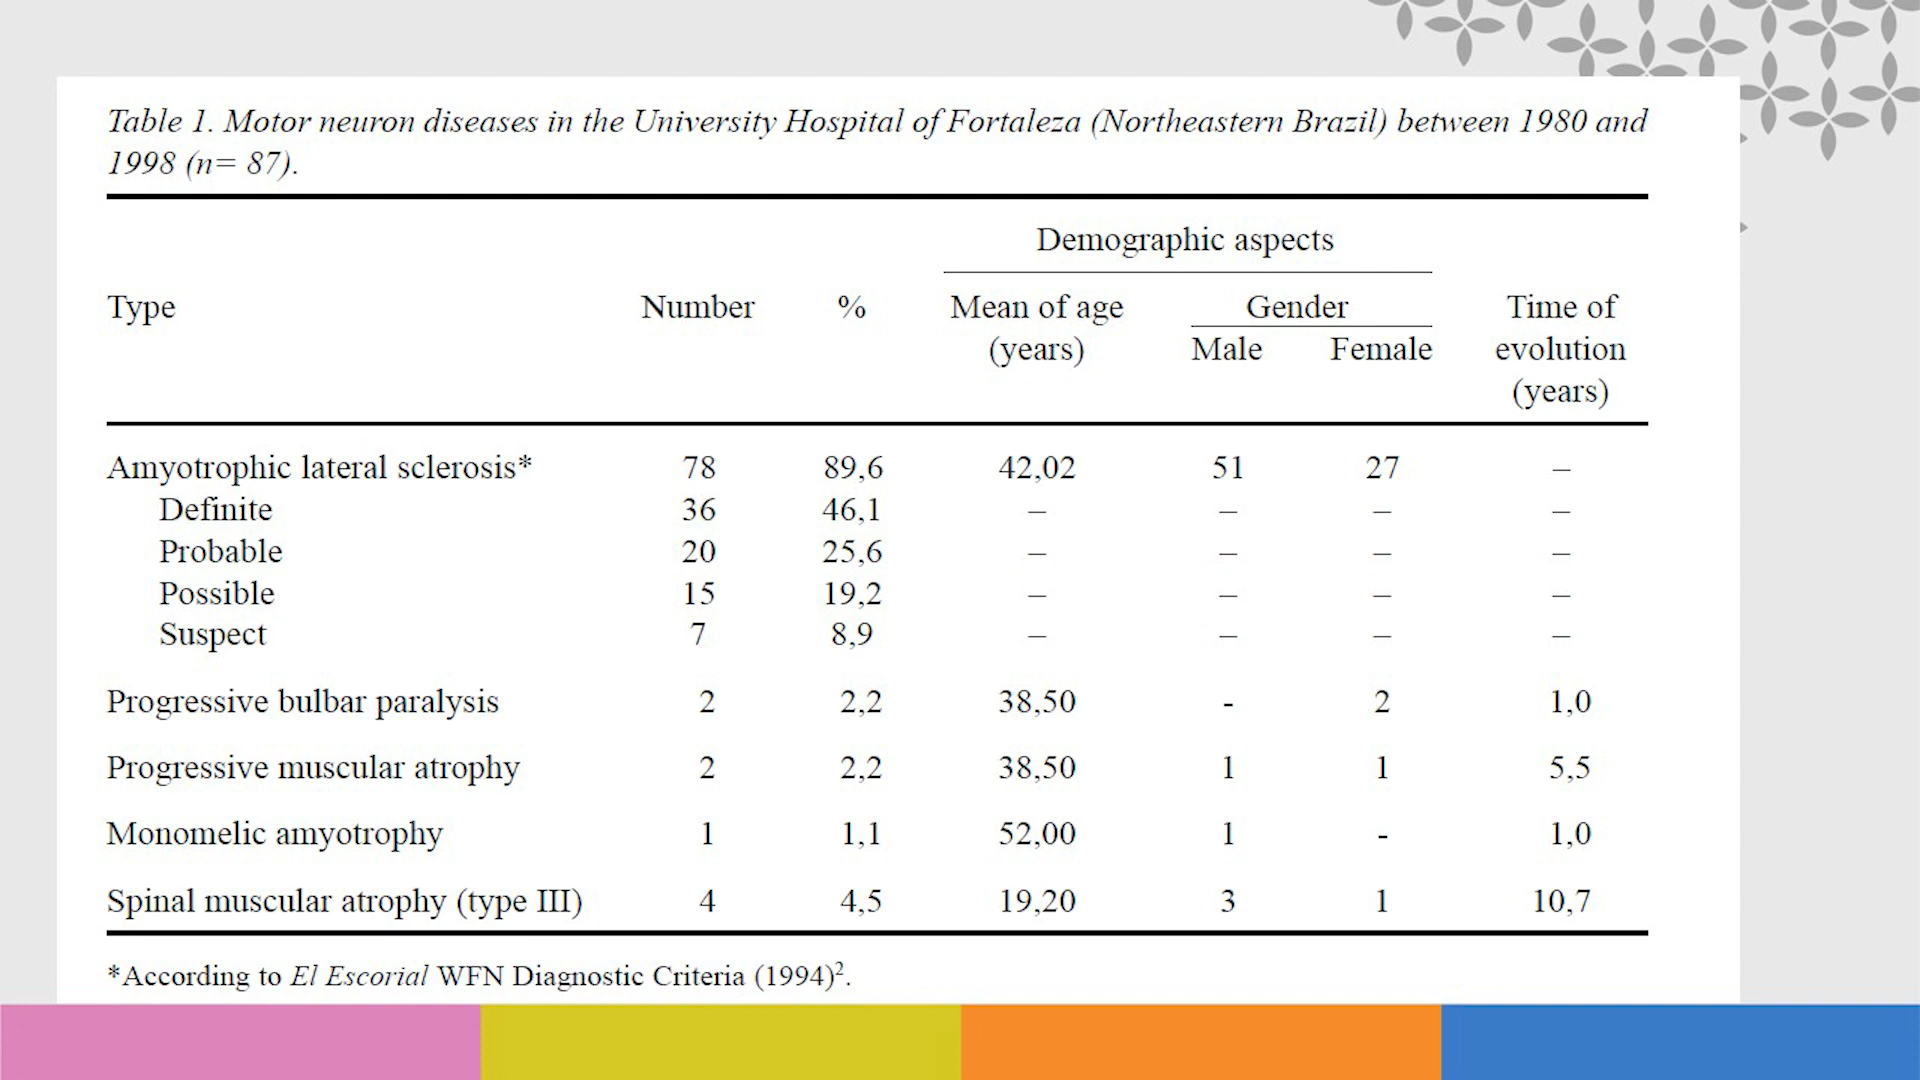 Table 1. Motor neuron diseases in the University Hospital of Fortaleza (Northeastern Brazil) between 1980 and
1998 (n= 87).
Demographic aspects
Type Number % Mean of age Gender Time of
(years) Male Female evolution
(years)
Amyotrophic lateral sclerosis* 78 89,6 42,02 51 27 –
Definite 36 46,1 – – – –
Probable 20 25,6 – – – –
Possible 15 19,2 – – – –
Suspect 7 8,9 – – – –
Progressive bulbar paralysis 2 2,2 38,50 - 2 1,0
Progressive muscular atrophy 2 2,2 38,50 1 1 5,5
Monomelic amyotrophy 1 1,1 52,00 1 - 1,0
Spinal muscular atrophy (type III) 4 4,5 19,20 3 1 10,7
*According to El Escorial WFN Diagnostic Criteria (1994)².